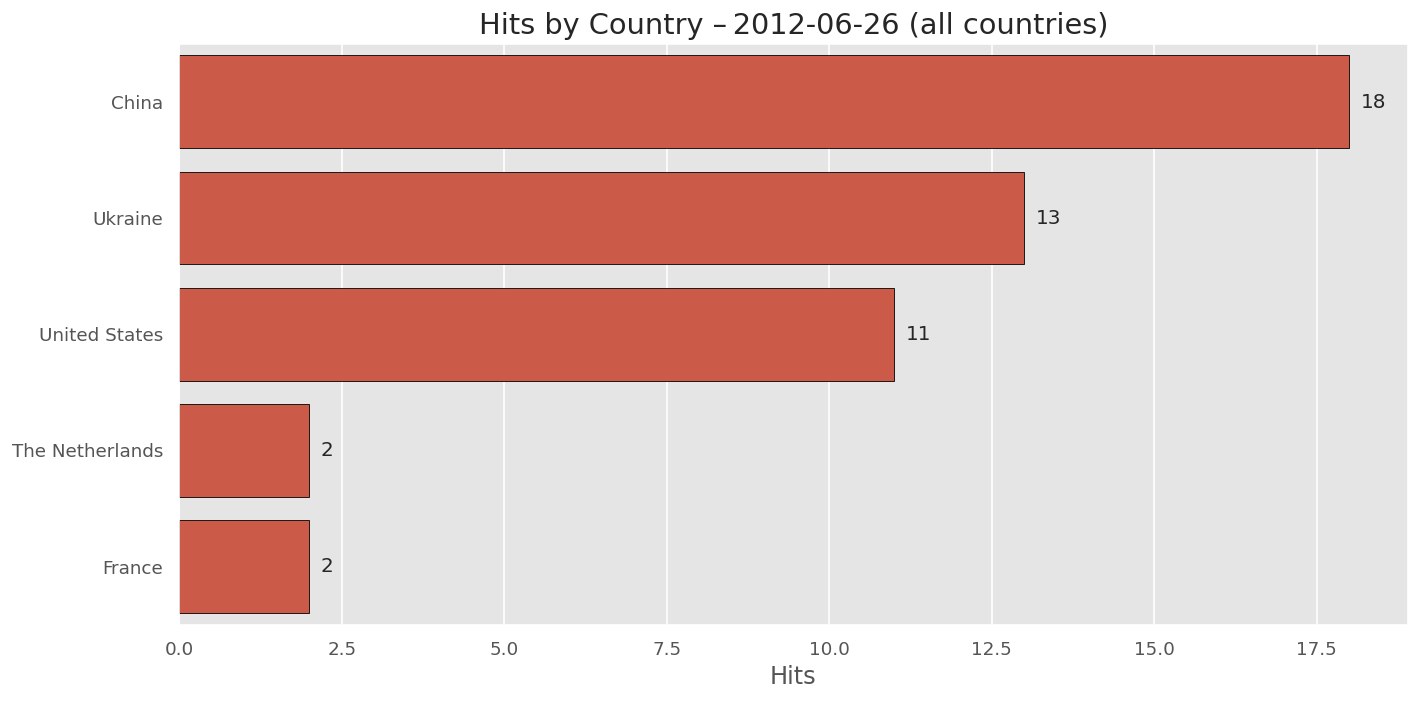 Hits by Country – 2012-06-26 (all countries)
China
18
Ukraine
13
United States
11
The Netherlands
2
France
2
0.0 2.5 5.0 7.5 10.0 12.5 15.0 17.5
Hits